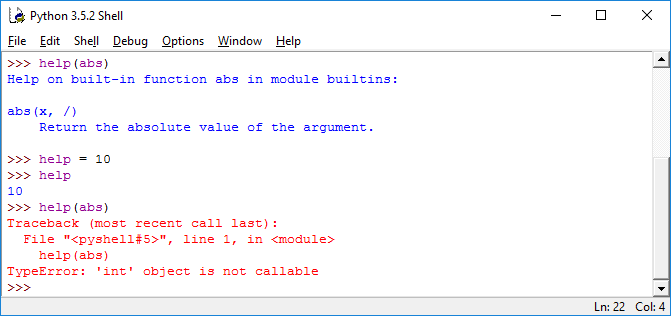 Python 3.5.2 Shell
File Edit Shell Debug Options Window Help
>>> help(abs)
Help on built-in function abs in module builtins:
abs(x, /)
    Return the absolute value of the argument.
>>> help = 10
>>> help
10
>>> help(abs)
Traceback (most recent call last):
  File "<pyshell#5>", line 1, in <module>
    help(abs)
TypeError: 'int' object is not callable
>>>
Ln: 22 Col: 4